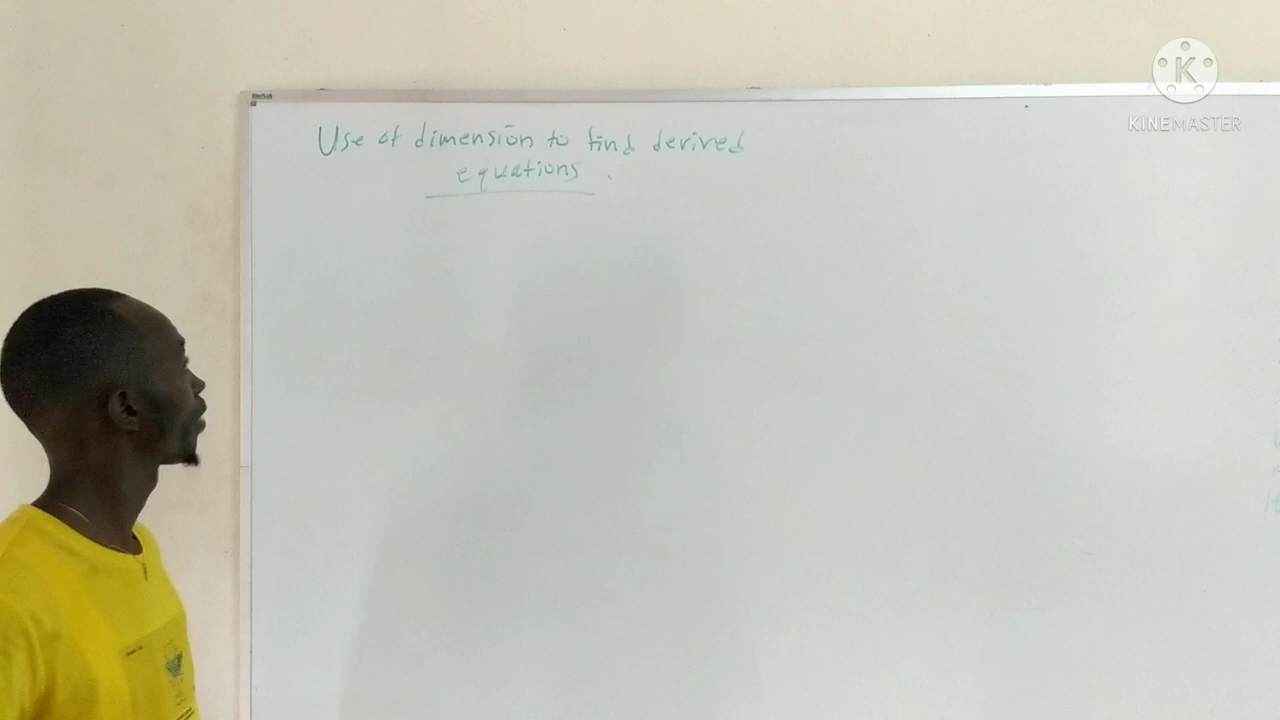 Use of dimension to find derived
equations.
KINEMASTER